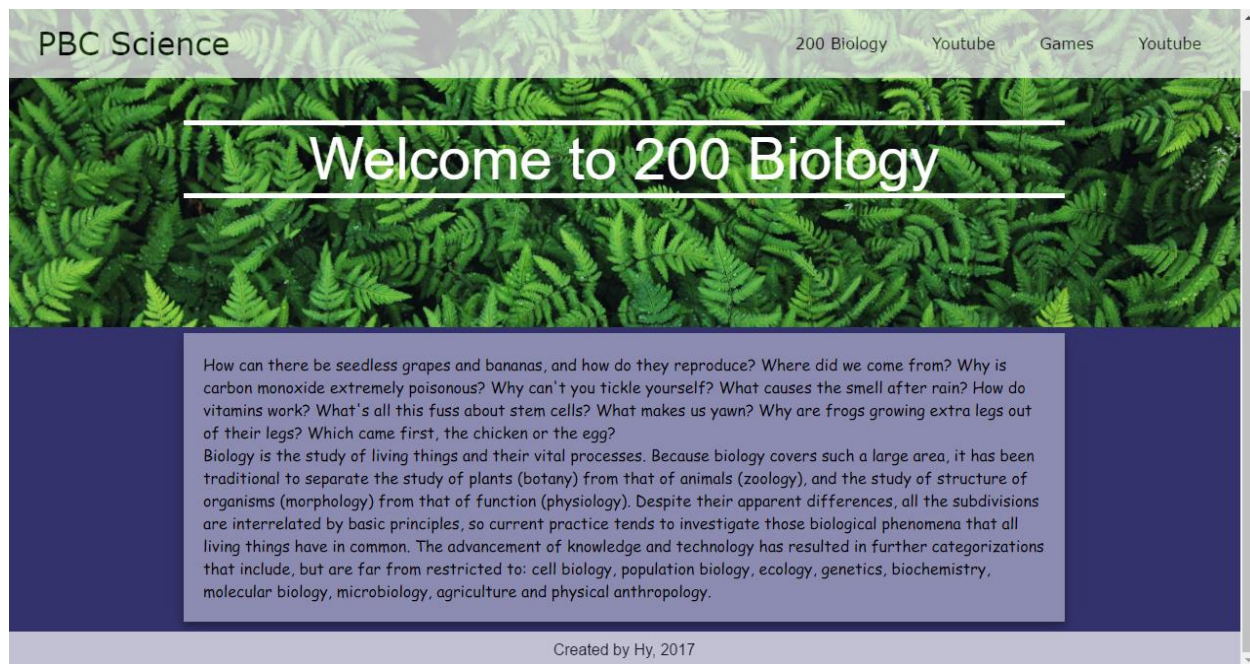 PBC Science
200 Biology Youtube Games Youtube
Welcome to 200 Biology
How can there be seedless grapes and bananas, and how do they reproduce? Where did we come from? Why is
carbon monoxide extremely poisonous? Why can't you tickle yourself? What causes the smell after rain? How do
vitamins work? What's all this fuss about stem cells? What makes us yawn? Why are frogs growing extra legs out
of their legs? Which came first, the chicken or the egg?
Biology is the study of living things and their vital processes. Because biology covers such a large area, it has been
traditional to separate the study of plants (botany) from that of animals (zoology), and the study of structure of
organisms (morphology) from that of function (physiology). Despite their apparent differences, all the subdivisions
are interrelated by basic principles, so current practice tends to investigate those biological phenomena that all
living things have in common. The advancement of knowledge and technology has resulted in further categorizations
that include, but are far from restricted to: cell biology, population biology, ecology, genetics, biochemistry,
molecular biology, microbiology, agriculture and physical anthropology.
Created by Hy, 2017